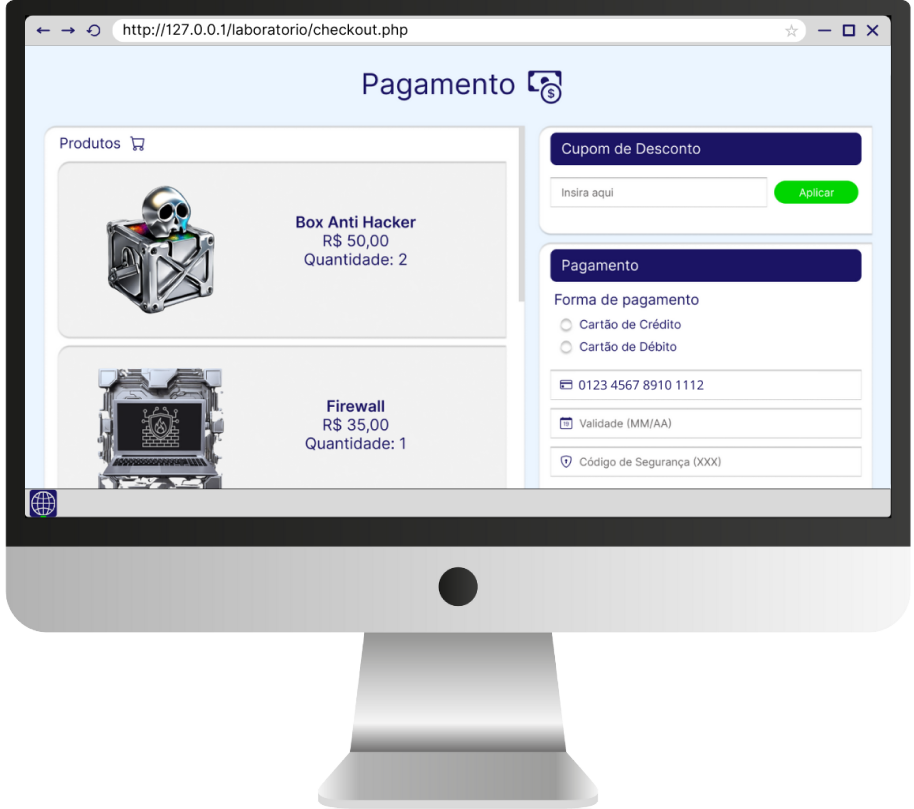 http://127.0.0.1/laboratorio/checkout.php
Pagamento
Produtos
Box Anti Hacker
R$ 50,00
Quantidade: 2
Firewall
R$ 35,00
Quantidade: 1
Cupom de Desconto
Insira aqui
Aplicar
Pagamento
Forma de pagamento
Cartão de Crédito
Cartão de Débito
0123 4567 8910 1112
Validade (MM/AA)
Código de Segurança (XXX)